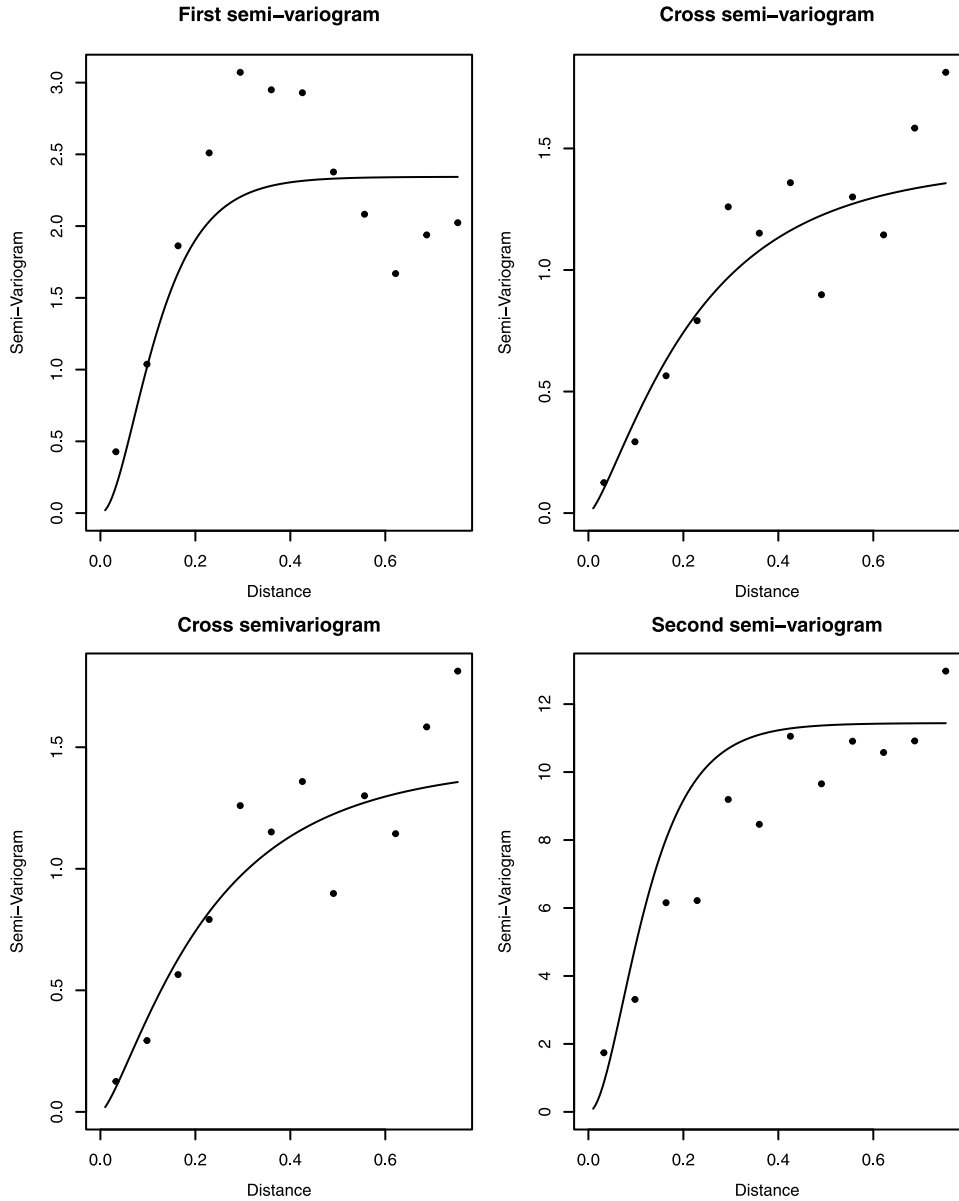 First semi−variogram
Semi−Variogram
3.0
2.5
2.0
1.5
1.0
0.5
0.0
0.0 0.2 0.4 0.6
Distance
Cross semi−variogram
Semi−Variogram
1.5
1.0
0.5
0.0
0.0 0.2 0.4 0.6
Distance
Cross semivariogram
Semi−Variogram
1.5
1.0
0.5
0.0
0.0 0.2 0.4 0.6
Distance
Second semi−variogram
Semi−Variogram
12
10
8
6
4
2
0
0.0 0.2 0.4 0.6
Distance